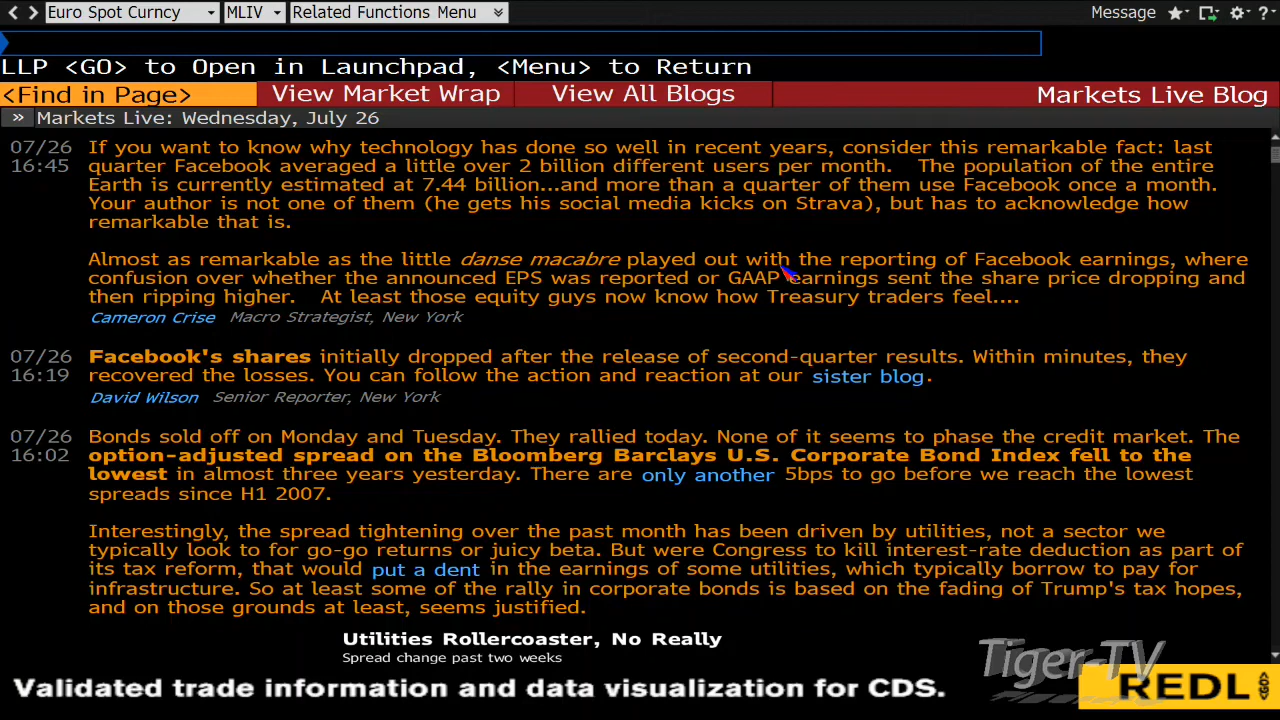 Euro Spot Curncy MLIV Related Functions Menu Message ?
LLP <GO> to Open in Launchpad, <Menu> to Return
<Find in Page> View Market Wrap View All Blogs Markets Live Blog
» Markets Live: Wednesday, July 26
07/26 If you want to know why technology has done so well in recent years, consider this remarkable fact: last
16:45 quarter Facebook averaged a little over 2 billion different users per month. The population of the entire
Earth is currently estimated at 7.44 billion...and more than a quarter of them use Facebook once a month.
Your author is not one of them (he gets his social media kicks on Strava), but has to acknowledge how
remarkable that is.
Almost as remarkable as the little danse macabre played out with the reporting of Facebook earnings, where
confusion over whether the announced EPS was reported or GAAP earnings sent the share price dropping and
then ripping higher. At least those equity guys now know how Treasury traders feel....
Cameron Crise Macro Strategist, New York
07/26 Facebook's shares initially dropped after the release of second-quarter results. Within minutes, they
16:19 recovered the losses. You can follow the action and reaction at our sister blog.
David Wilson Senior Reporter, New York
07/26 Bonds sold off on Monday and Tuesday. They rallied today. None of it seems to phase the credit market. The
16:02 option-adjusted spread on the Bloomberg Barclays U.S. Corporate Bond Index fell to the
lowest in almost three years yesterday. There are only another 5bps to go before we reach the lowest
spreads since H1 2007.
Interestingly, the spread tightening over the past month has been driven by utilities, not a sector we
typically look to for go-go returns or juicy beta. But were Congress to kill interest-rate deduction as part of
its tax reform, that would put a dent in the earnings of some utilities, which typically borrow to pay for
infrastructure. So at least some of the rally in corporate bonds is based on the fading of Trump's tax hopes,
and on those grounds at least, seems justified.
Utilities Rollercoaster, No Really
Spread change past two weeks
Tiger-TV
Validated trade information and data visualization for CDS. REDL <GO>